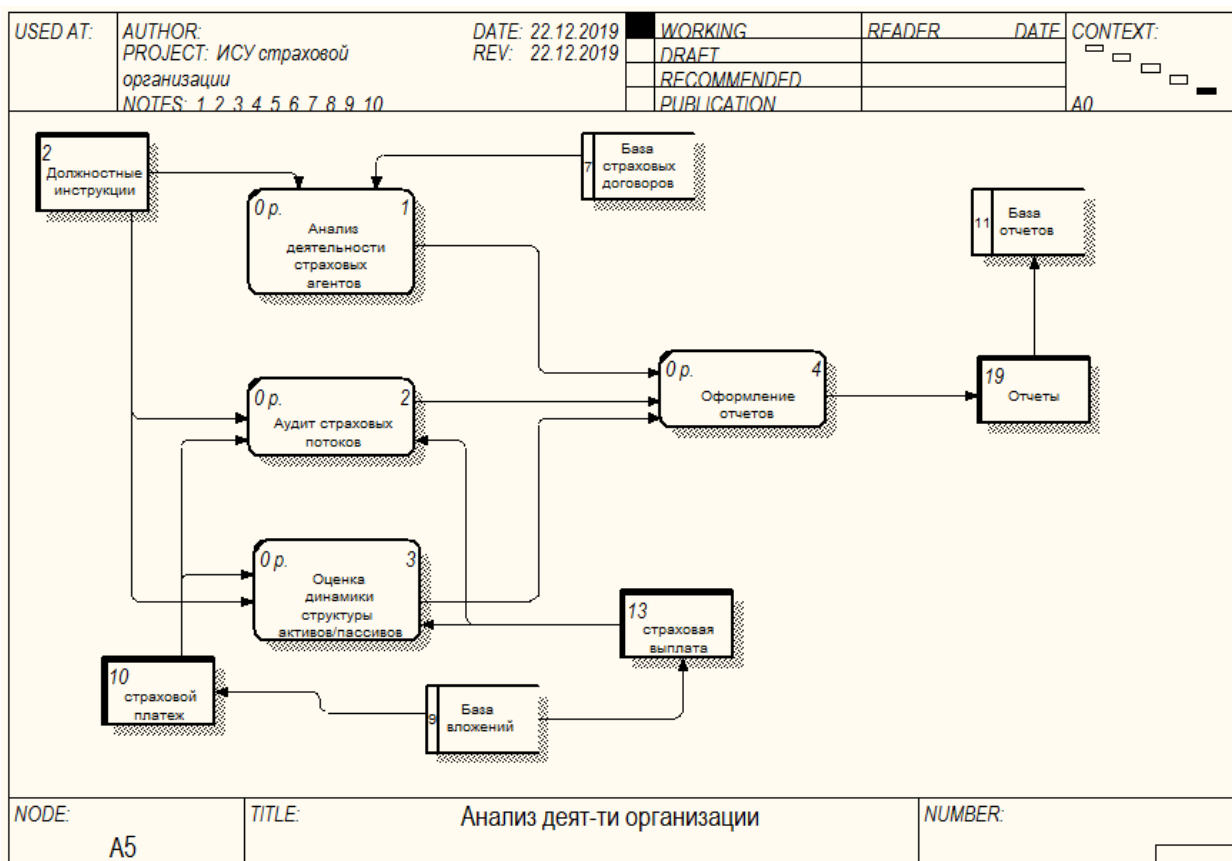 USED AT:
AUTHOR:
DATE: 22.12.2019
PROJECT: ИСУ страховой
REV: 22.12.2019
организации
NOTES: 1 2 3 4 5 6 7 8 9 10
WORKING
DRAFT
RECOMMENDED
PUBLICATION
READER
DATE
CONTEXT:
A0
2
Должностные
инструкции
7
База
страховых
договоров
0 р.
1
Анализ
деятельности
страховых
агентов
11
База
отчетов
0 р.
2
Аудит страховых
потоков
0 р.
4
Оформление
отчетов
19
Отчеты
0 р.
3
Оценка
динамики
структуры
активов/пассивов
13
страховая
выплата
10
страховой
платеж
9
База
вложений
NODE:
A5
TITLE:
Анализ деят-ти организации
NUMBER: